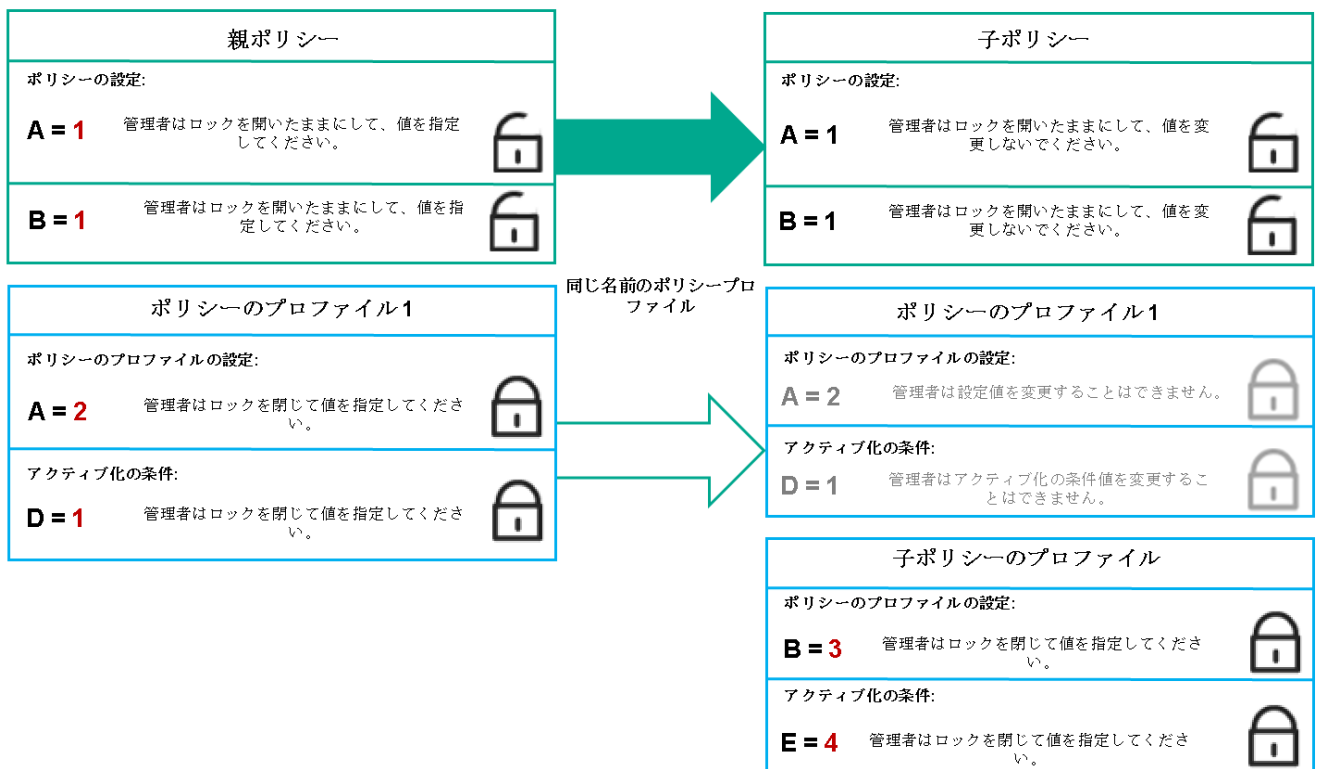 親ポリシー
ポリシーの設定:
A = 1
管理者はロックを開いたままにして、値を指定
してください。
B = 1
管理者はロックを開いたままにして、値を指
定してください。
子ポリシー
ポリシーの設定:
A = 1
管理者はロックを開いたままにして、値を変
更しないでください。
B = 1
管理者はロックを開いたままにして、値を変
更しないでください。
同じ名前のポリシープロ
ファイル
ポリシーのプロファイル1
ポリシーのプロファイルの設定:
A = 2
管理者はロックを閉じて値を指定してくださ
い。
アクティブ化の条件:
D = 1
管理者はロックを閉じて値を指定してくださ
い。
ポリシーのプロファイル1
ポリシーのプロファイルの設定:
A = 2
管理者は設定値を変更することはできません。
アクティブ化の条件:
D = 1
管理者はアクティブ化の条件値を変更するこ
とはできません。
子ポリシーのプロファイル
ポリシーのプロファイルの設定:
B = 3
管理者はロックを閉じて値を指定してくださ
い。
アクティブ化の条件:
E = 4
管理者はロックを閉じて値を指定してくださ
い。